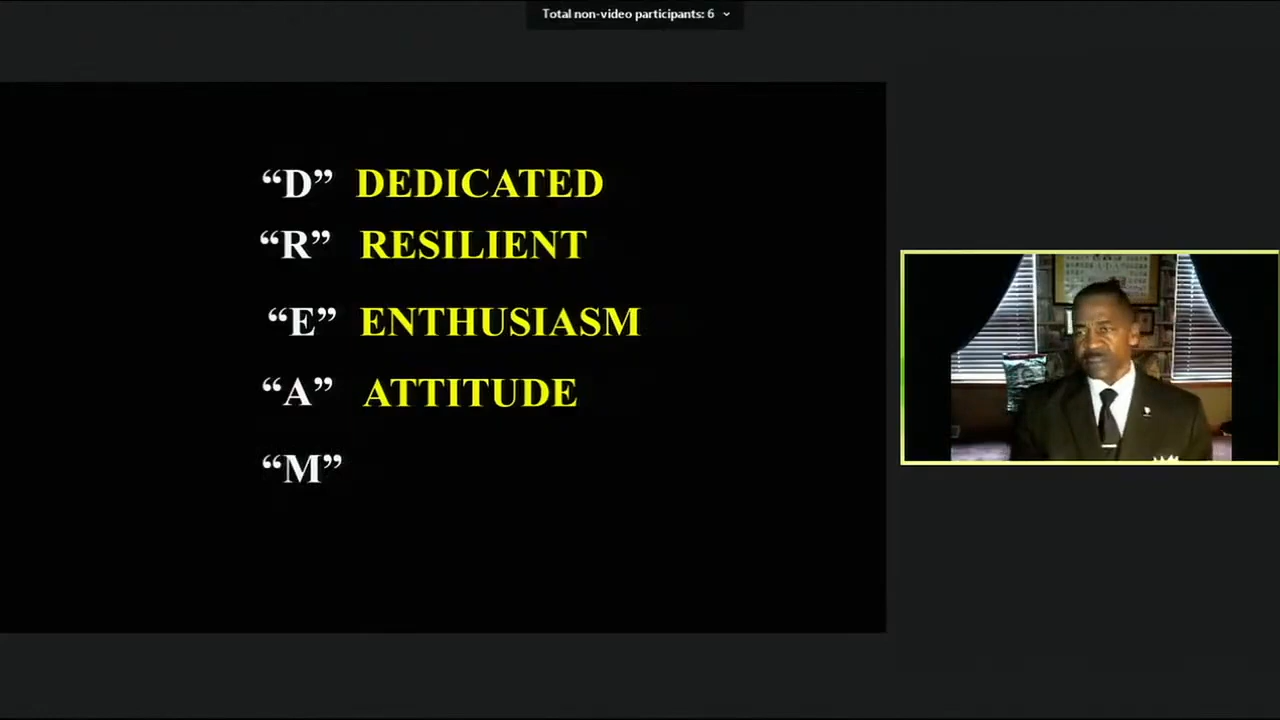 Total non-video participants: 6
“D” DEDICATED
“R” RESILIENT
“E” ENTHUSIASM
“A” ATTITUDE
“M”